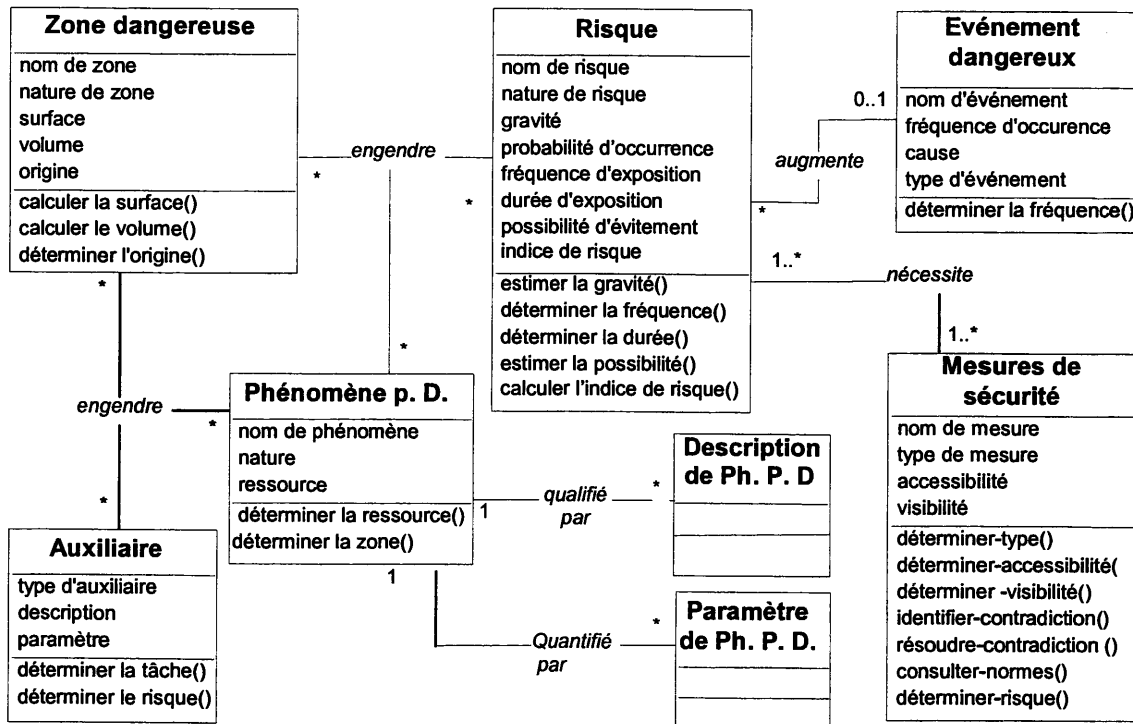 Zone dangereuse
nom de zone
nature de zone
surface
volume
origine
calculer la surface()
calculer le volume()
déterminer l'origine()
engendre
*
*
*
Risque
nom de risque
nature de risque
gravité
probabilité d'occurrence
fréquence d'exposition
durée d'exposition
possibilité d'évitement
indice de risque
estimer la gravité()
déterminer la fréquence()
déterminer la durée()
estimer la possibilité()
calculer l'indice de risque()
0..1
augmente
*
Evénement
dangereux
nom d'événement
fréquence d'occurence
cause
type d'événement
déterminer la fréquence()
1..*
nécessite
1..*
Mesures de
sécurité
nom de mesure
type de mesure
accessibilité
visibilité
déterminer-type()
déterminer-accessibilité(
déterminer -visibilité()
identifier-contradiction()
résoudre-contradiction ()
consulter-normes()
déterminer-risque()
*
engendre
*
*
Phénomène p. D.
nom de phénomène
nature
ressource
déterminer la ressource()
déterminer la zone()
1
qualifié
par
*
Description
de Ph. P. D
1
Quantifié
par
*
Paramètre
de Ph. P. D.
Auxiliaire
type d'auxiliaire
description
paramètre
déterminer la tâche()
déterminer le risque()